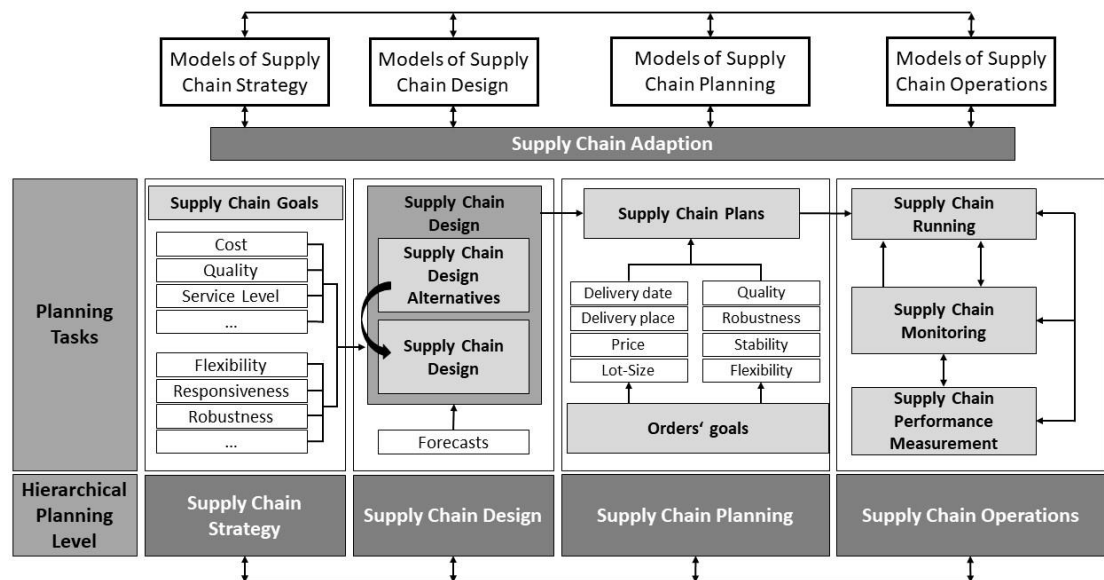 Models of Supply
Chain Strategy
Models of Supply
Chain Design
Models of Supply
Chain Planning
Models of Supply
Chain Operations
Supply Chain Adaption
Planning
Tasks
Supply Chain Goals
Cost
Quality
Service Level
...
Flexibility
Responsiveness
Robustness
...
Supply Chain
Design
Supply Chain
Design
Alternatives
Supply Chain
Design
Forecasts
Supply Chain Plans
Delivery date
Delivery place
Price
Lot-Size
Quality
Robustness
Stability
Flexibility
Orders‘ goals
Supply Chain
Running
Supply Chain
Monitoring
Supply Chain
Performance
Measurement
Hierarchical
Planning
Level
Supply Chain
Strategy
Supply Chain Design
Supply Chain Planning
Supply Chain Operations